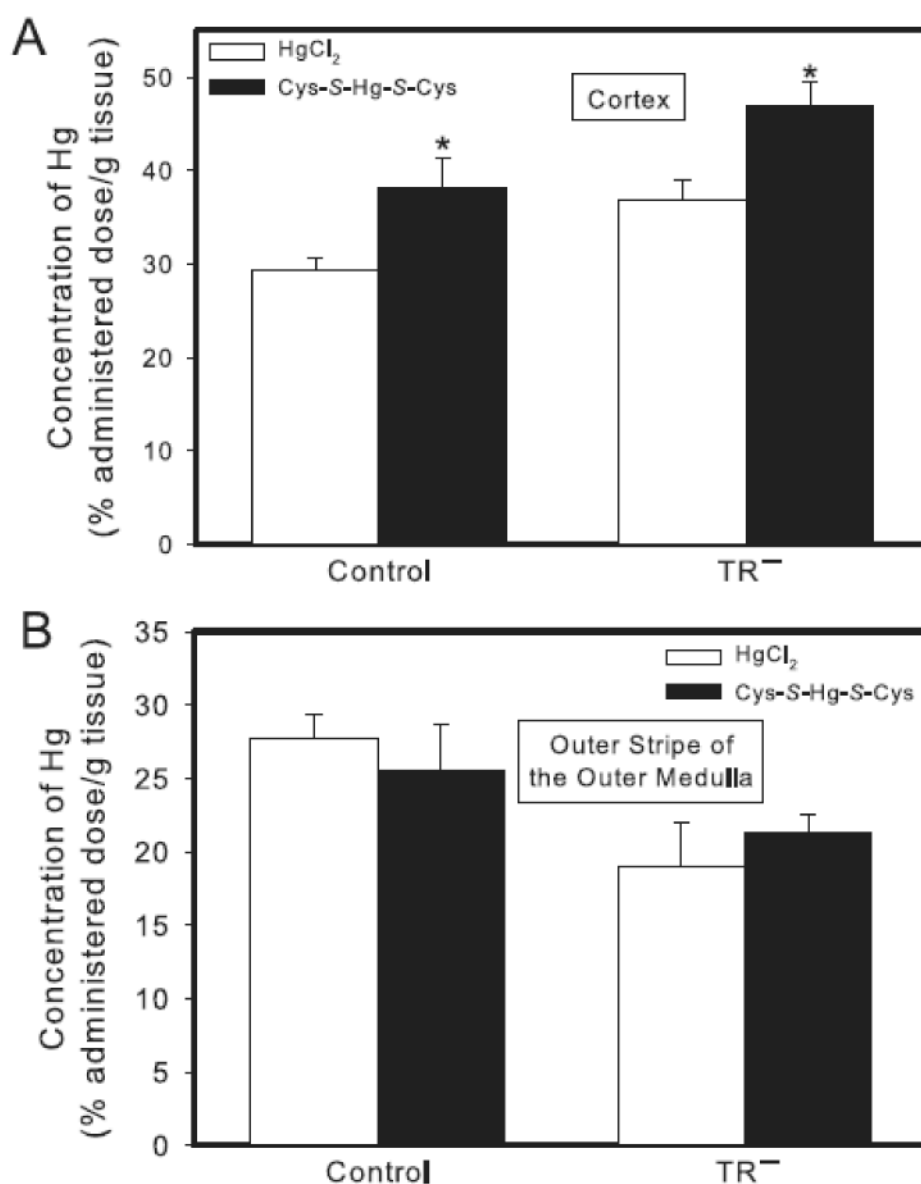 A
HgCl₂
Cys-S-Hg-S-Cys
*
*
Cortex
Concentration of Hg
(% administered dose/g tissue)
50
40
30
20
10
0
Control
TR⁻
B
HgCl₂
Cys-S-Hg-S-Cys
Outer Stripe of
the Outer Medulla
Concentration of Hg
(% administered dose/g tissue)
35
30
25
20
15
10
5
0
Control
TR⁻